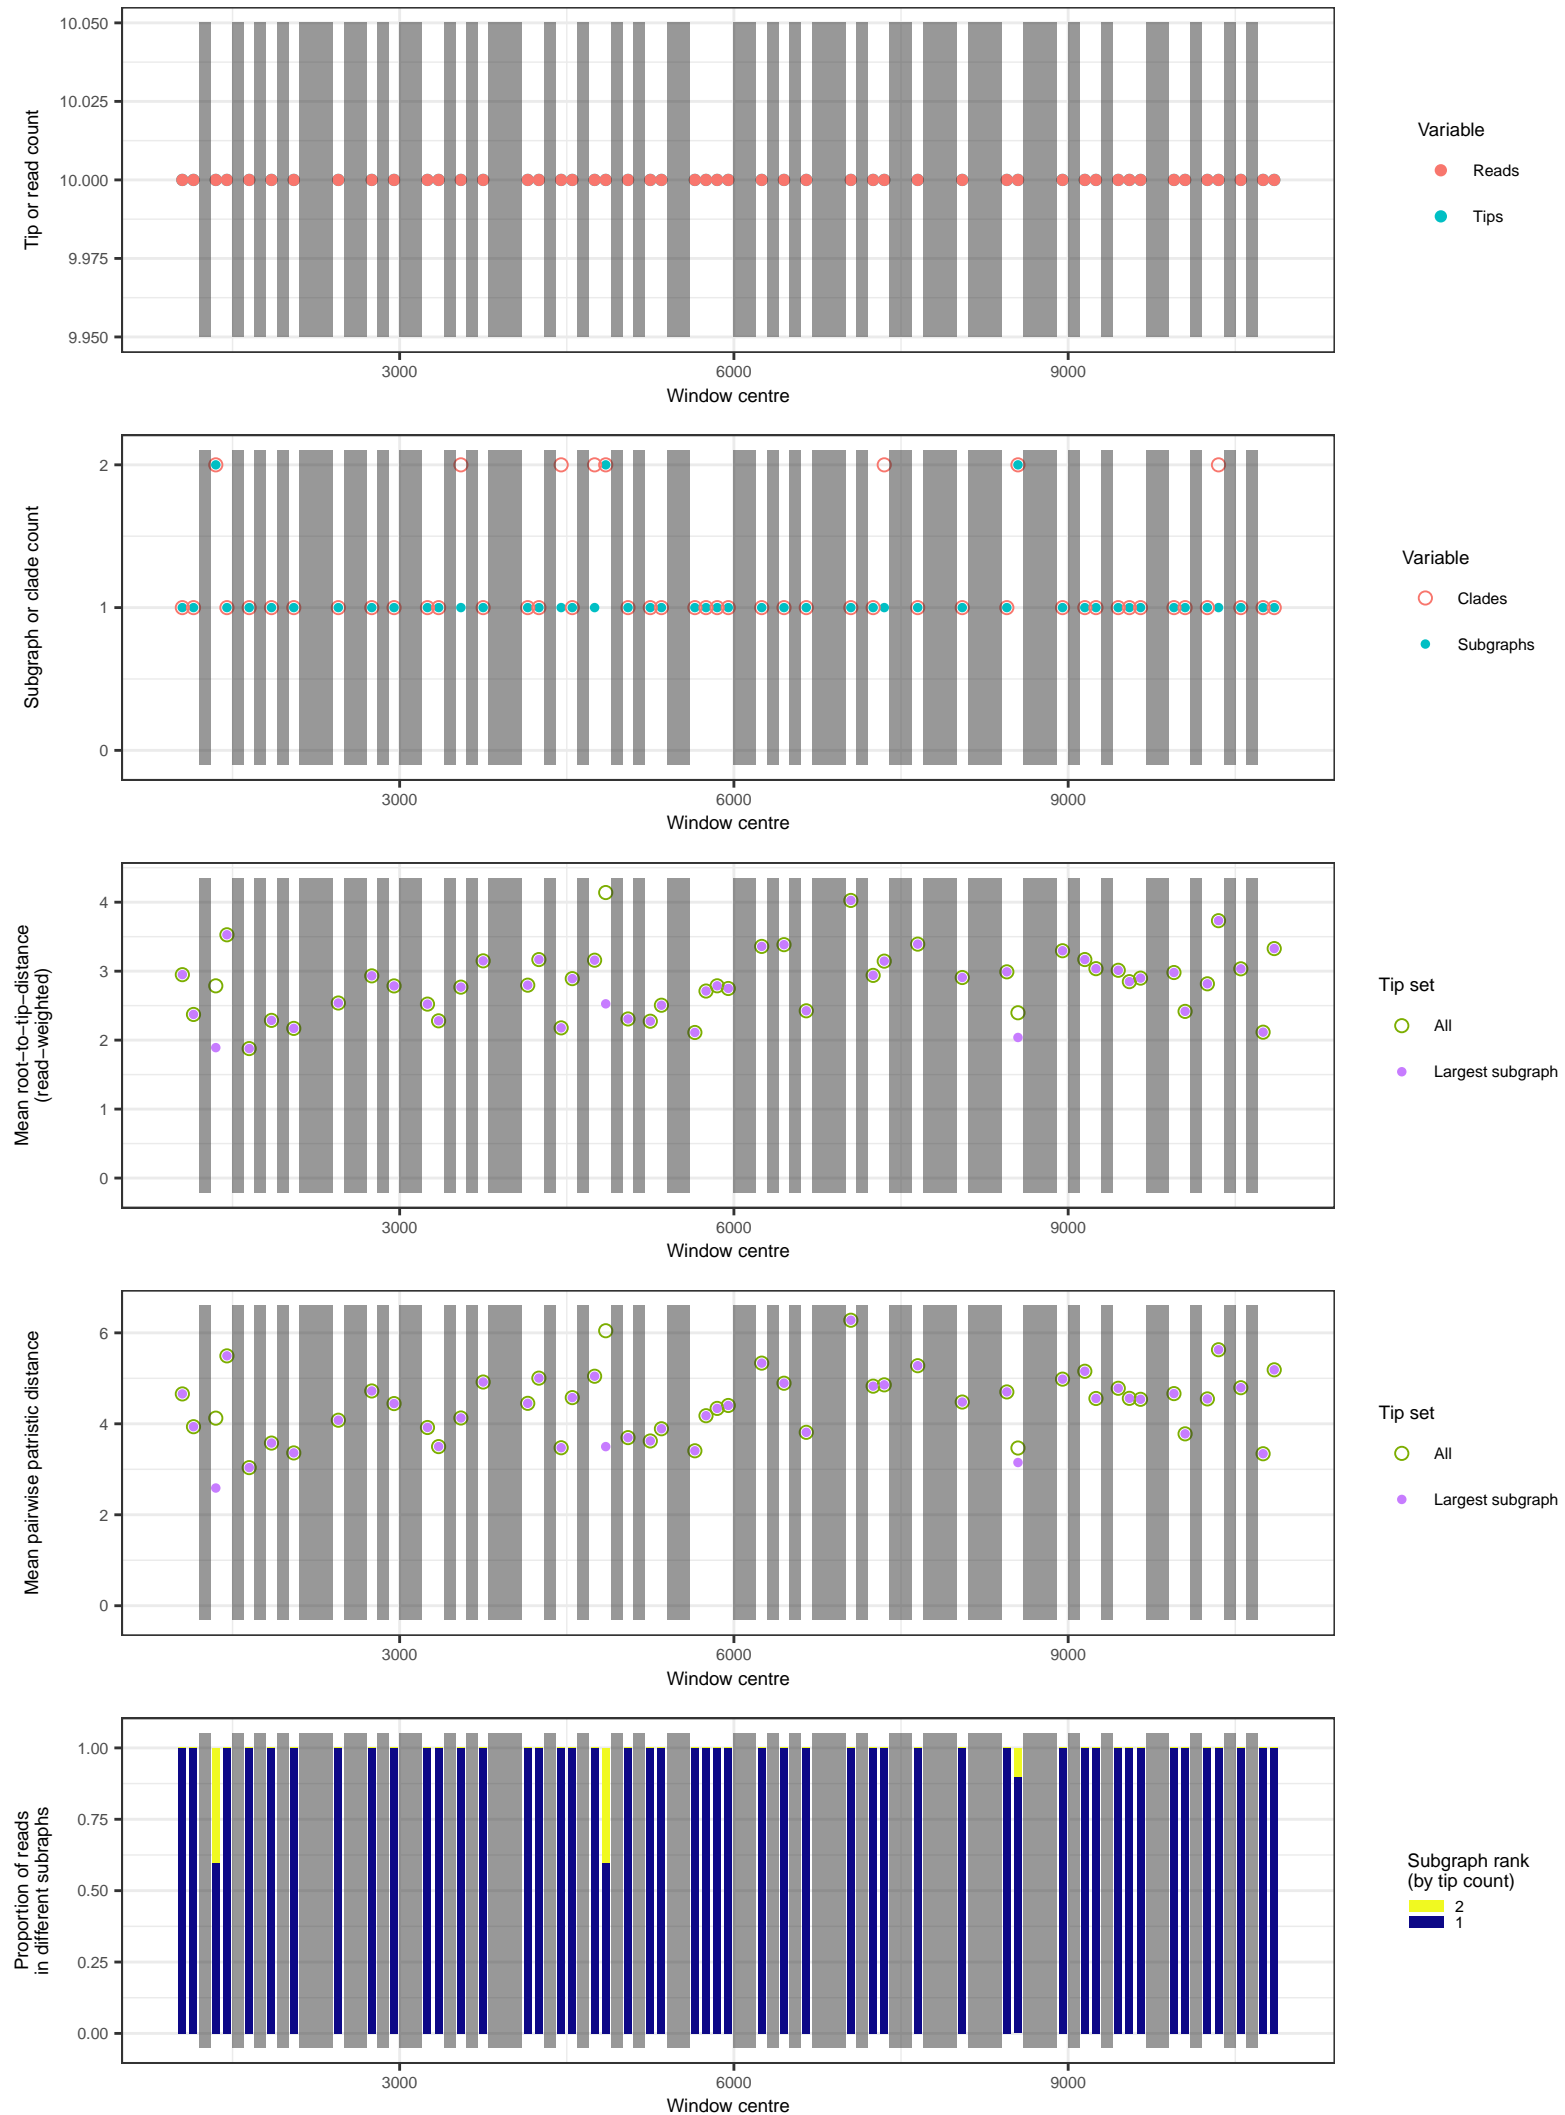 10.050
10.025
10.000
9.975
9.950
Tip or read count
3000
6000
9000
Window centre
Variable
Reads
Tips
2
1
0
Subgraph or clade count
3000
6000
9000
Window centre
Variable
Clades
Subgraphs
4
3
2
1
0
Mean root−to−tip−distance
(read−weighted)
3000
6000
9000
Window centre
Tip set
All
Largest subgraph
6
4
2
0
Mean pairwise patristic distance
3000
6000
9000
Window centre
Tip set
All
Largest subgraph
1.00
0.75
0.50
0.25
0.00
Proportion of reads
in different subraphs
3000
6000
9000
Window centre
Subgraph rank
(by tip count)
2
1